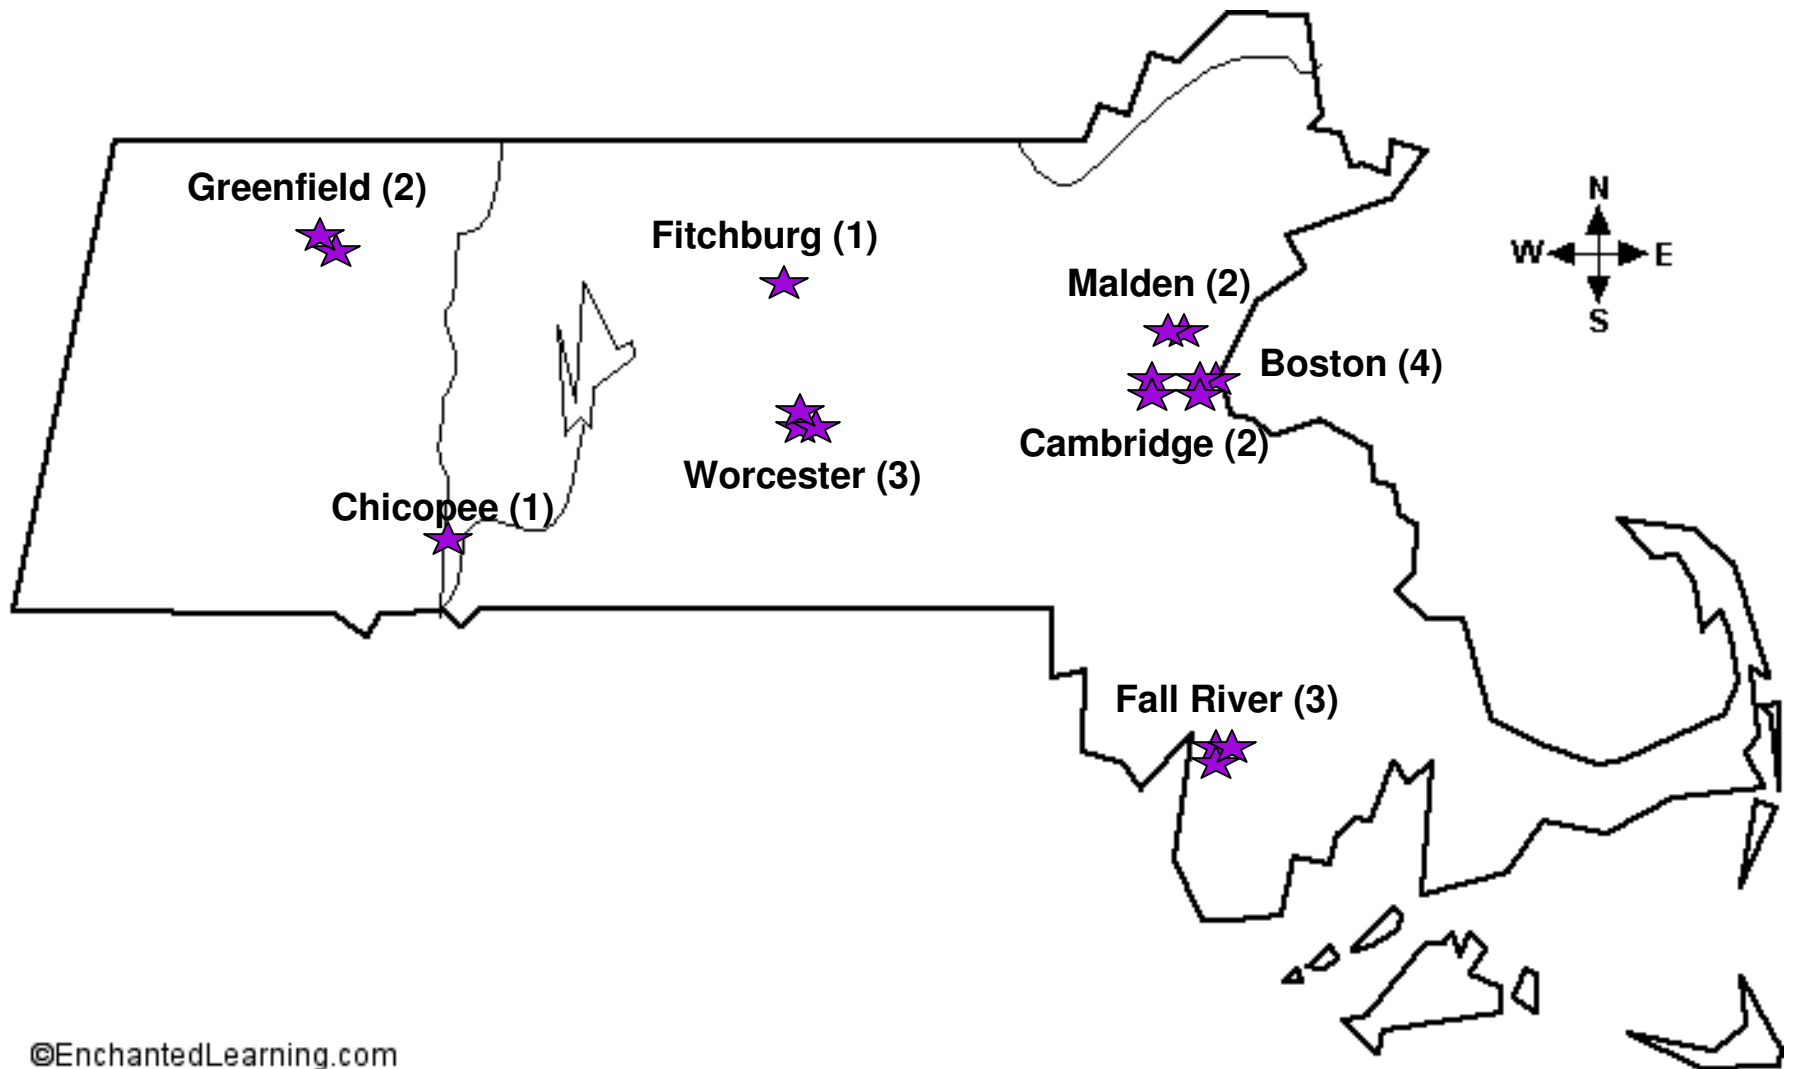 Greenfield (2)
Fitchburg (1)
Malden (2)
Boston (4)
Cambridge (2)
Worcester (3)
Chicopee (1)
Fall River (3)
N
W E
S
©EnchantedLearning.com